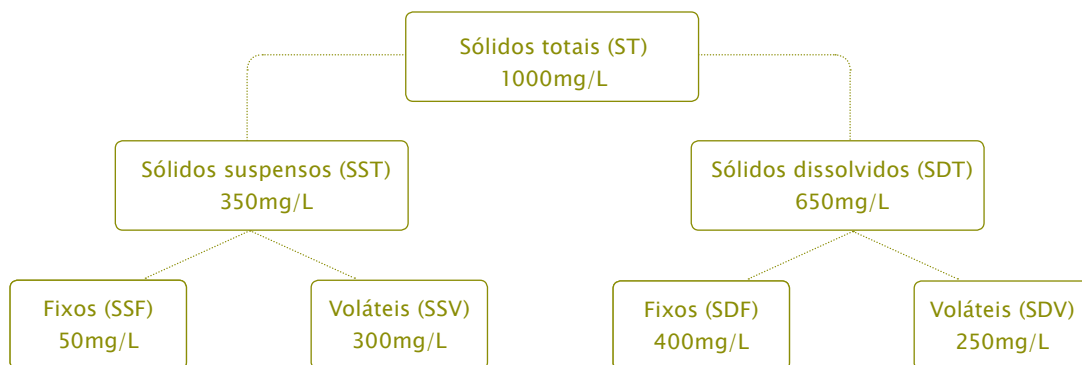 Sólidos totais (ST)
1000mg/L
Sólidos suspensos (SST)
350mg/L
Sólidos dissolvidos (SDT)
650mg/L
Fixos (SSF)
50mg/L
Voláteis (SSV)
300mg/L
Fixos (SDF)
400mg/L
Voláteis (SDV)
250mg/L